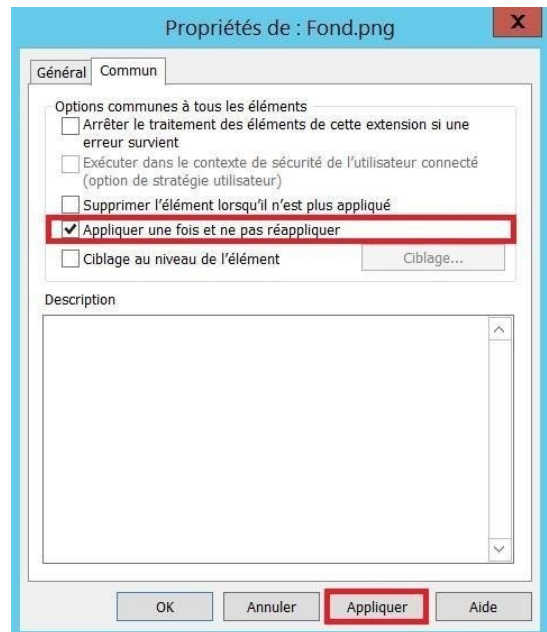 Propriétés de : Fond.png
X
Général Commun
Options communes à tous les éléments
Arrêter le traitement des éléments de cette extension si une
erreur survient
Exécuter dans le contexte de sécurité de l'utilisateur connecté
(option de stratégie utilisateur)
Supprimer l'élément lorsqu'il n'est plus appliqué
Appliquer une fois et ne pas réappliquer
Ciblage au niveau de l'élément Ciblage...
Description
OK Annuler Appliquer Aide